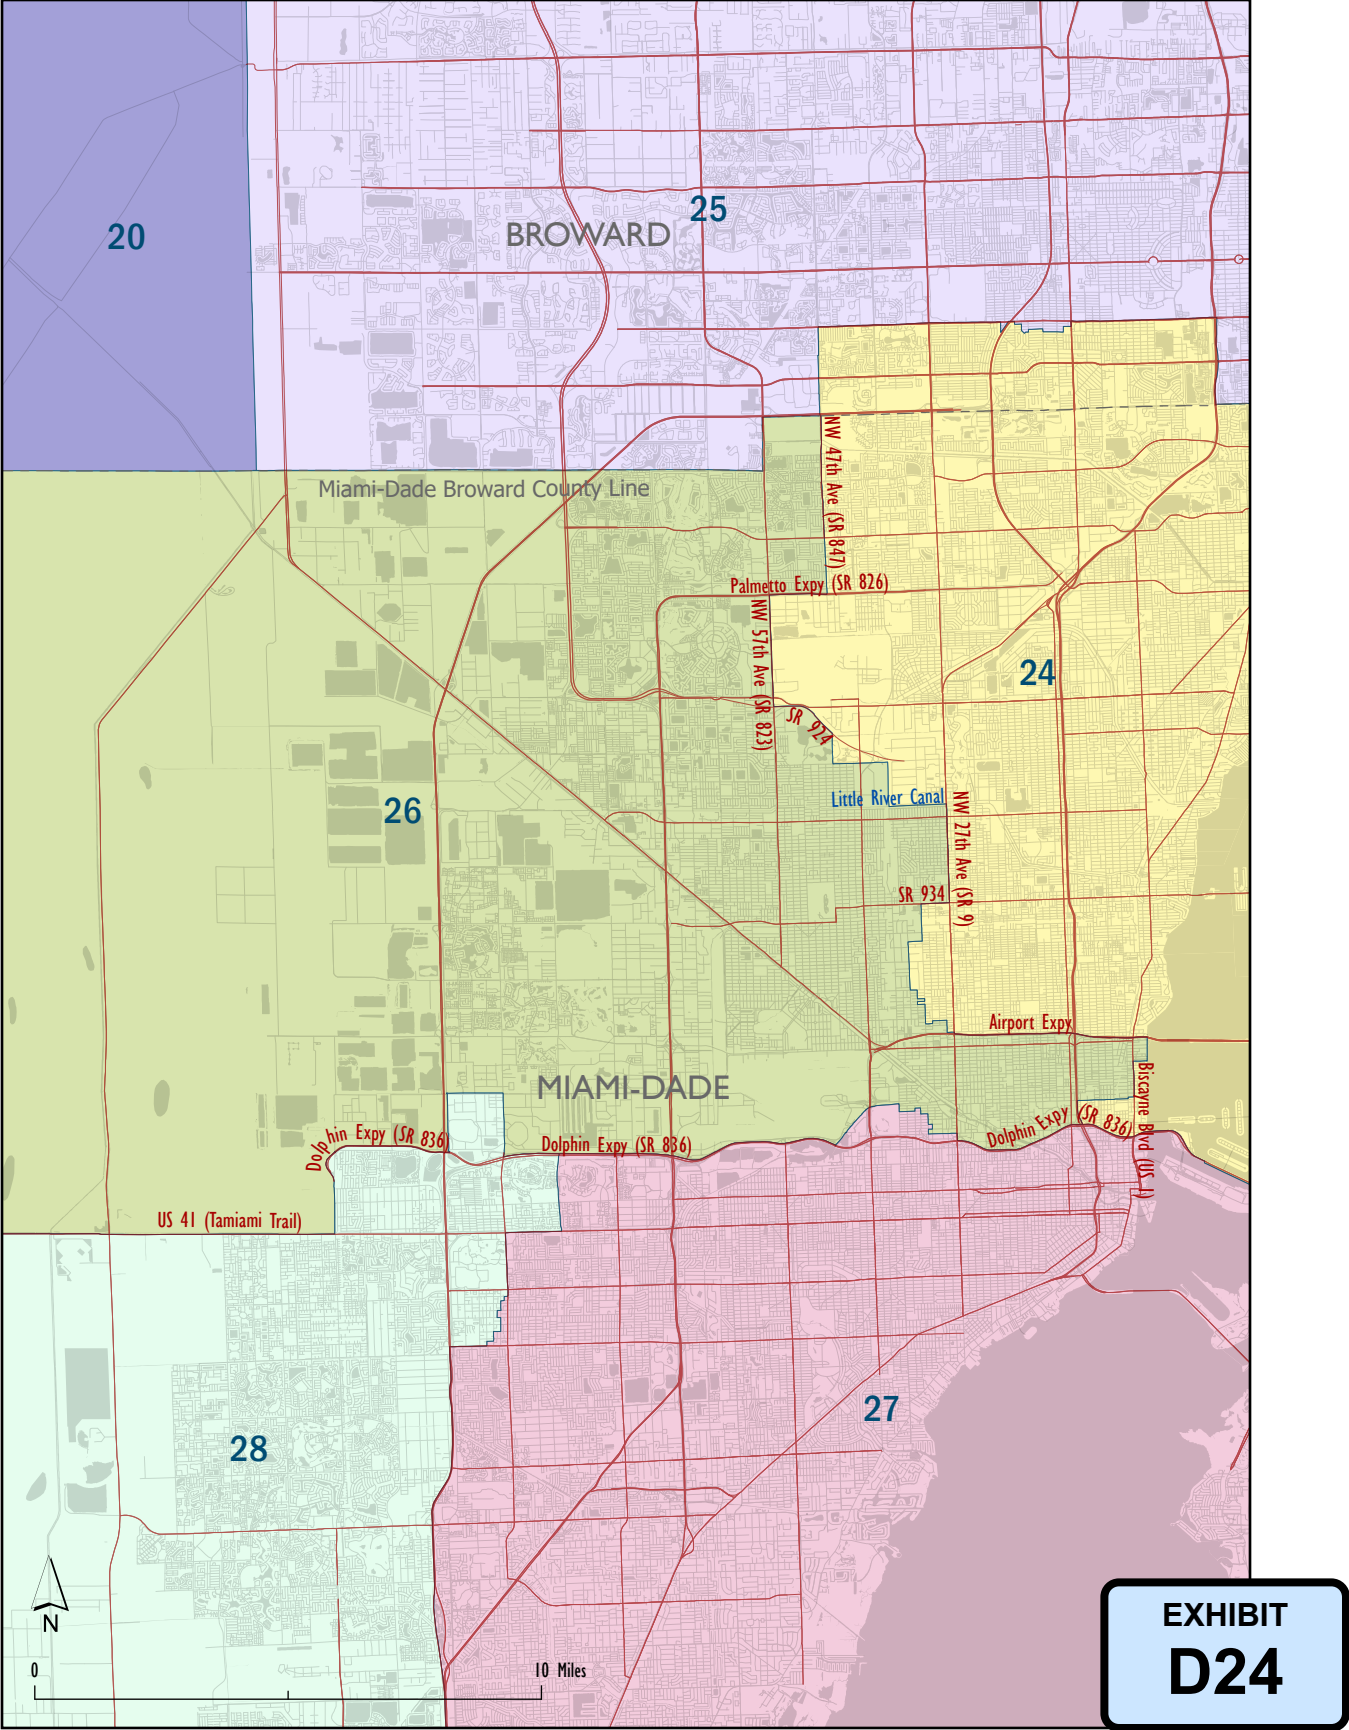 20
25
BROWARD
Miami-Dade Broward County Line
NW 47th Ave (SR 847)
Palmetto Expy (SR 826)
NW 57th Ave (SR 823)
24
SR 924
26
Little River Canal
NW 27th Ave (SR 9)
SR 934
Airport Expy
MIAMI-DADE
Biscayne Blvd (US 1)
Dolphin Expy (SR 836)
Dolphin Expy (SR 836)
Dolphin Expy (SR 836)
US 41 (Tamiami Trail)
27
28
N
0
10 Miles
EXHIBIT
D24